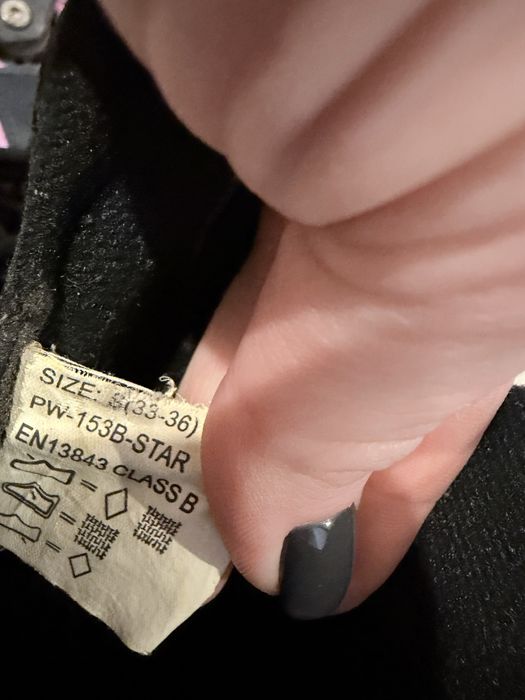 SIZE: S(33-36)
PW-153B-STAR
EN13843 CLASS B